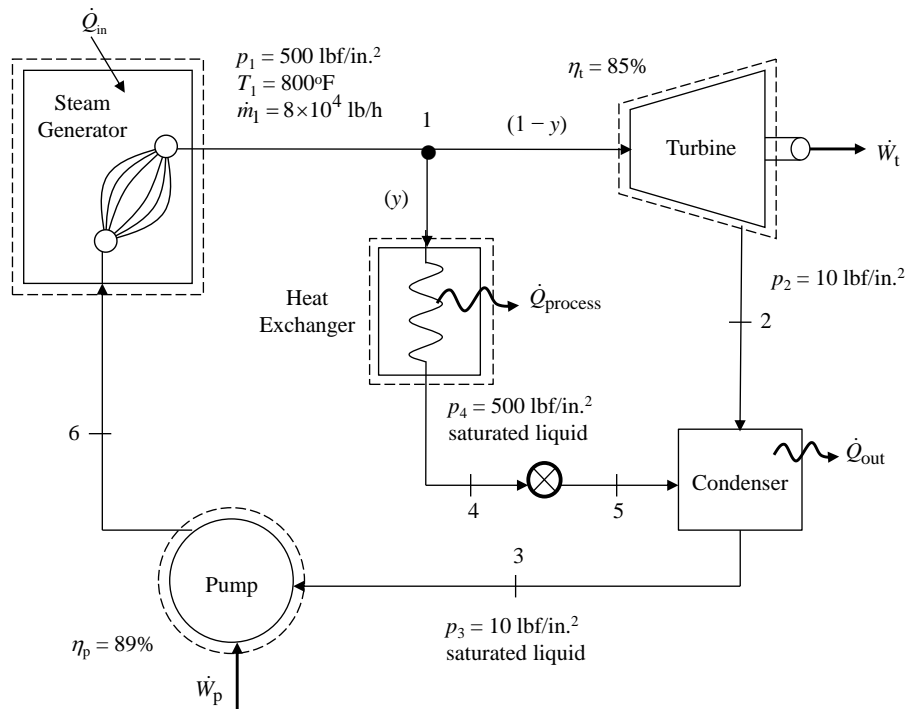 Q̇in
p1 = 500 lbf/in.²
T1 = 800°F
ṁ1 = 8×10⁴ lb/h
ηt = 85%
Steam
Generator
1
(1 – y)
Turbine
Ẇt
(y)
p2 = 10 lbf/in.²
Heat
Exchanger
Q̇process
2
p4 = 500 lbf/in.²
saturated liquid
6
Q̇out
Condenser
4
5
3
Pump
p3 = 10 lbf/in.²
saturated liquid
ηp = 89%
Ẇp